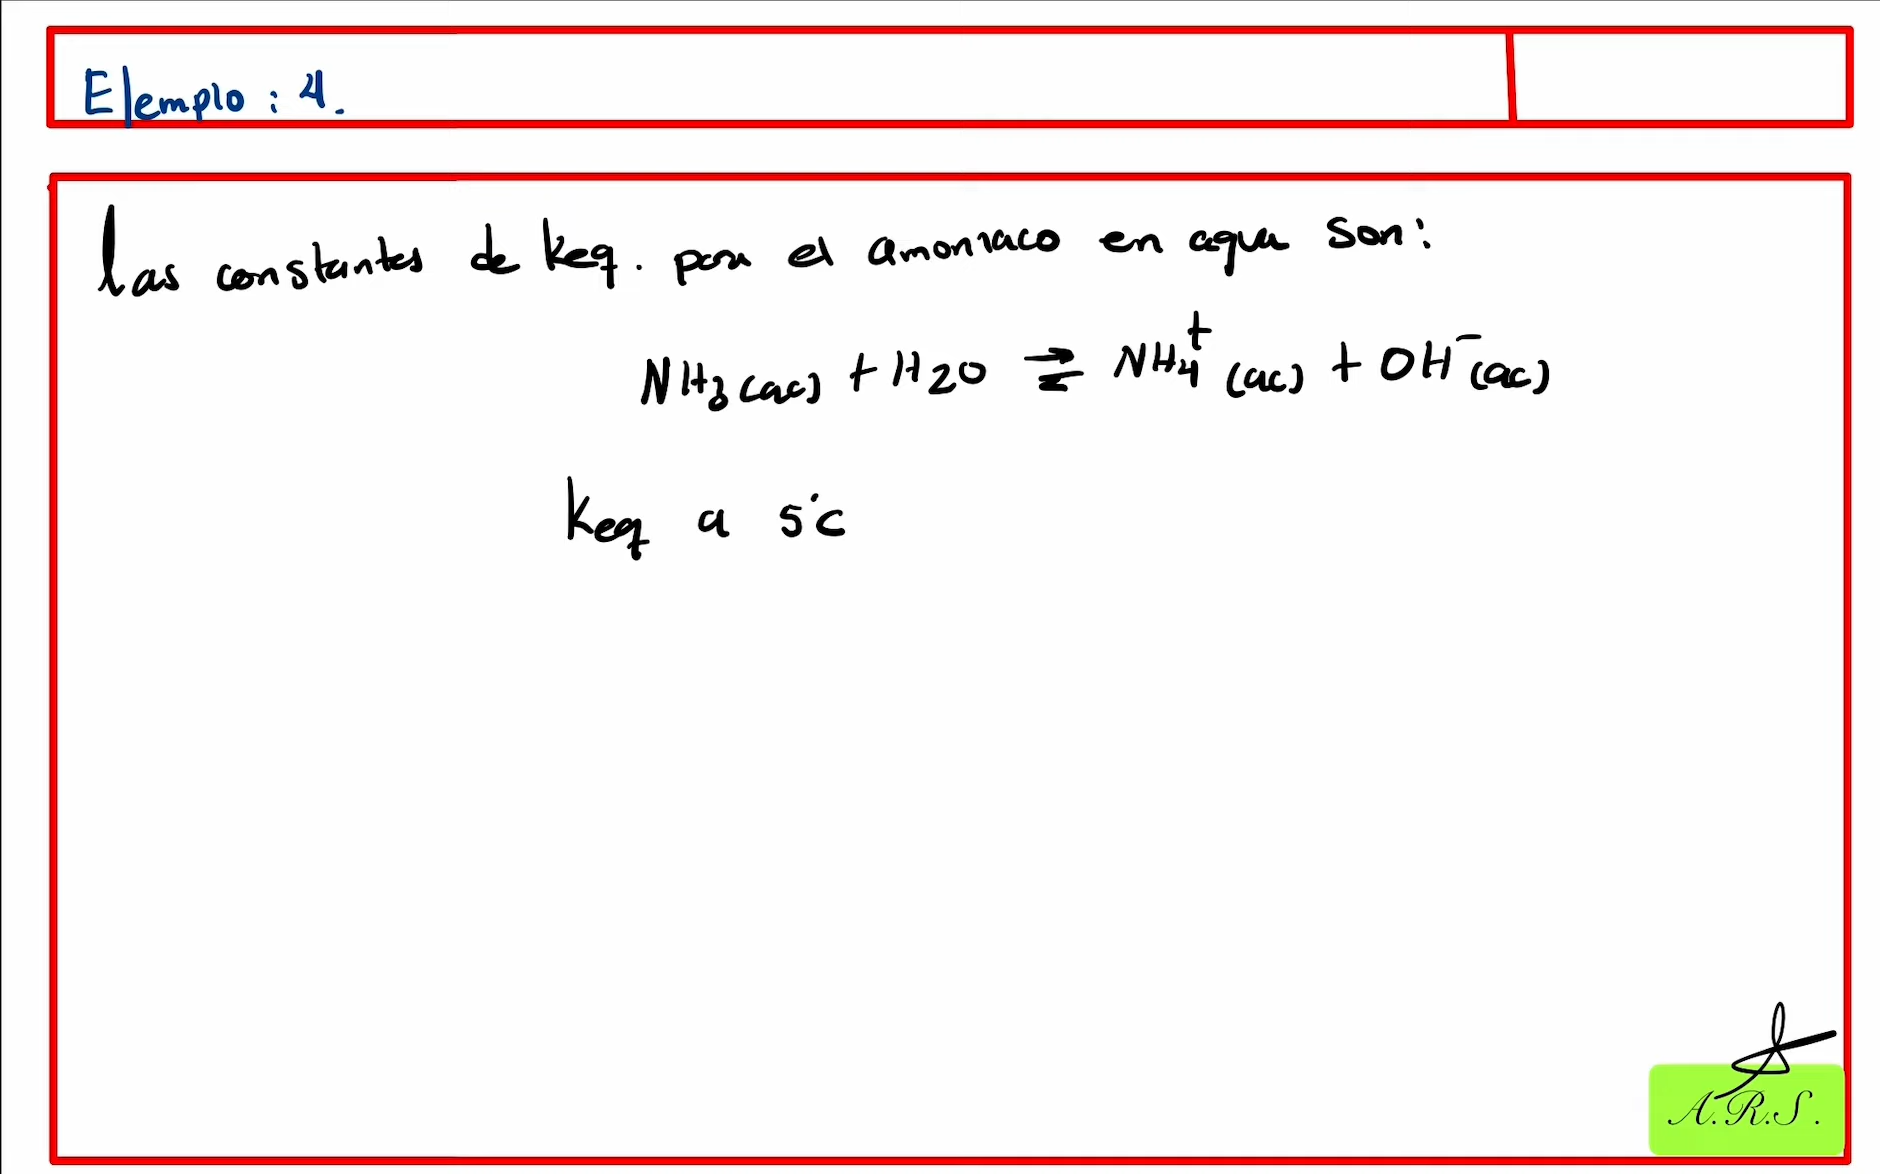 Ejemplo: 4.
Las constantes de keq. para el amoniaco en agua son:
NH3(ac) + H2O ⇌ NH4+(ac) + OH-(ac)
keq a 5°c
A.R.S.